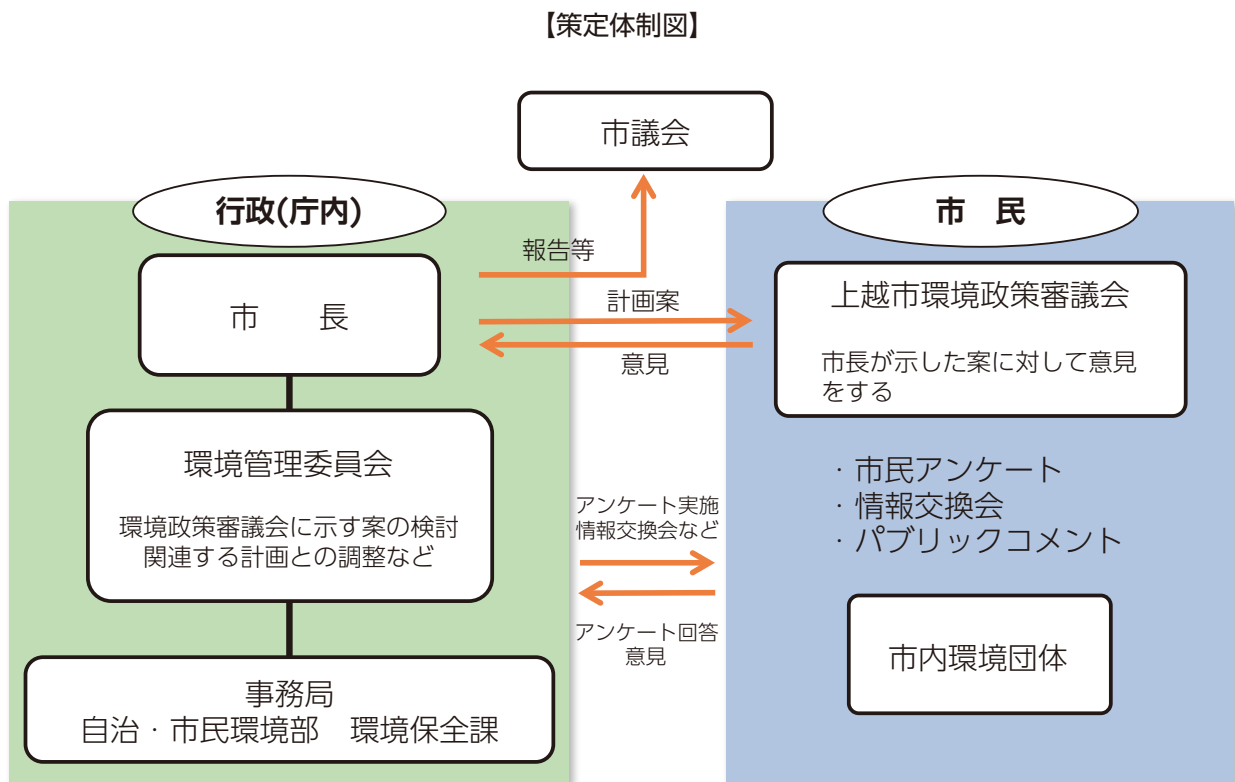 【策定体制図】
市議会
行政(庁内)
市　長
環境管理委員会
環境政策審議会に示す案の検討
関連する計画との調整など
事務局
自治・市民環境部　環境保全課
報告等
計画案
意見
アンケート実施
情報交換会など
アンケート回答
意見
市　民
上越市環境政策審議会
市長が示した案に対して意見
をする
・市民アンケート
・情報交換会
・パブリックコメント
市内環境団体